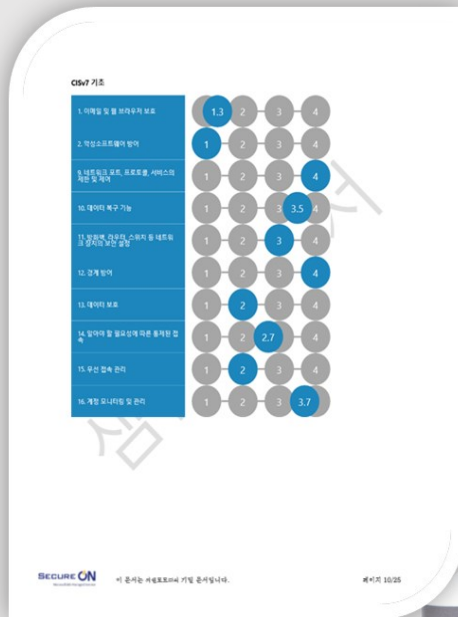 CISv7 기초
1. 이메일 및 웹 브라우저 보호
1.3 2 3 4
2. 악성소프트웨어 방어
1 2 3 4
9. 네트워크 포트, 프로토콜, 서비스의
제한 및 제어
1 2 3 4
10. 데이터 복구 기능
1 2 3.5 4
11. 방화벽, 라우터, 스위치 등 네트워
크 장치의 보안 설정
1 2 3 4
12. 경계 방어
1 2 3 4
13. 데이터 보호
1 2 3 4
14. 알아야 할 필요성에 따른 통제된 접
속
1 2 2.7 4
15. 무선 접속 관리
1 2 3 4
16. 계정 모니터링 및 관리
1 2 3 3.7
SECURE ON
이 문서는 기밀 문서입니다.
페이지 10/25